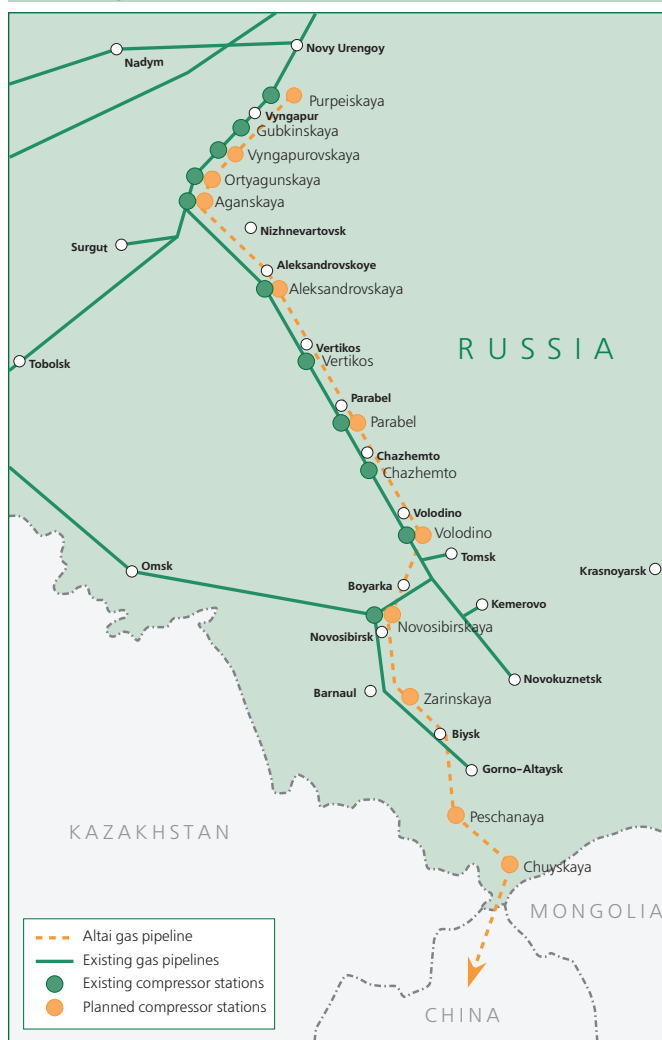 Novy Urengoy
Nadym
Purpeiskaya
Vyngapur
Gubkinskaya
Vyngapurovskaya
Ortyagunskaya
Aganskaya
Nizhnevartovsk
Surgut
Aleksandrovskoye
Aleksandrovskaya
Vertikos
RUSSIA
Vertikos
Tobolsk
Parabel
Parabel
Chazhemto
Chazhemto
Volodino
Volodino
Tomsk
Omsk
Krasnoyarsk
Boyarka
Kemerovo
Novosibirskaya
Novosibirsk
Novokuznetsk
Barnaul
Zarinskaya
Biysk
Gorno-Altaysk
Peschanaya
KAZAKHSTAN
Chuyskaya
MONGOLIA
Altai gas pipeline
Existing gas pipelines
Existing compressor stations
Planned compressor stations
CHINA